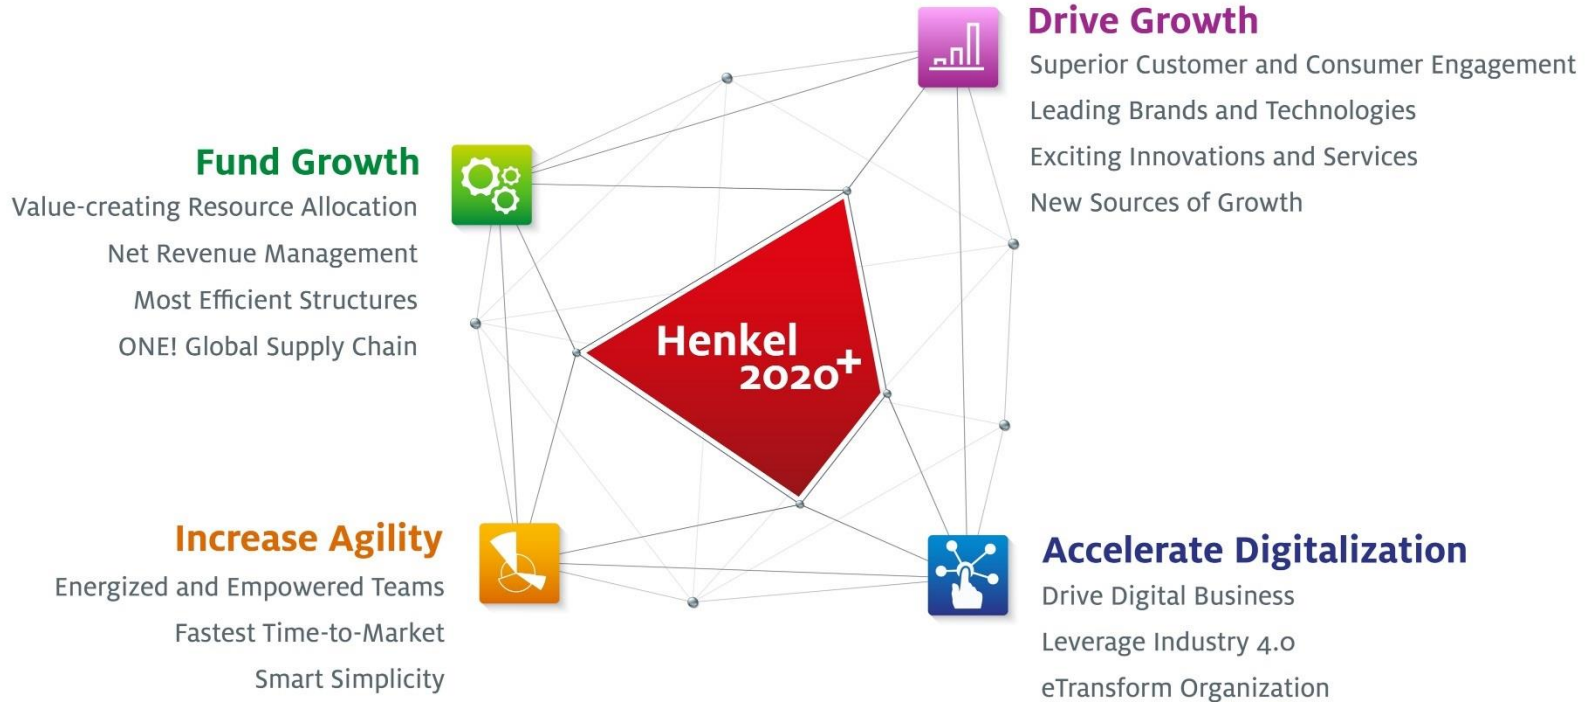 Drive Growth
Superior Customer and Consumer Engagement
Leading Brands and Technologies
Exciting Innovations and Services
New Sources of Growth
Fund Growth
Value-creating Resource Allocation
Net Revenue Management
Most Efficient Structures
ONE! Global Supply Chain
Henkel
2020+
Increase Agility
Energized and Empowered Teams
Fastest Time-to-Market
Smart Simplicity
Accelerate Digitalization
Drive Digital Business
Leverage Industry 4.0
eTransform Organization